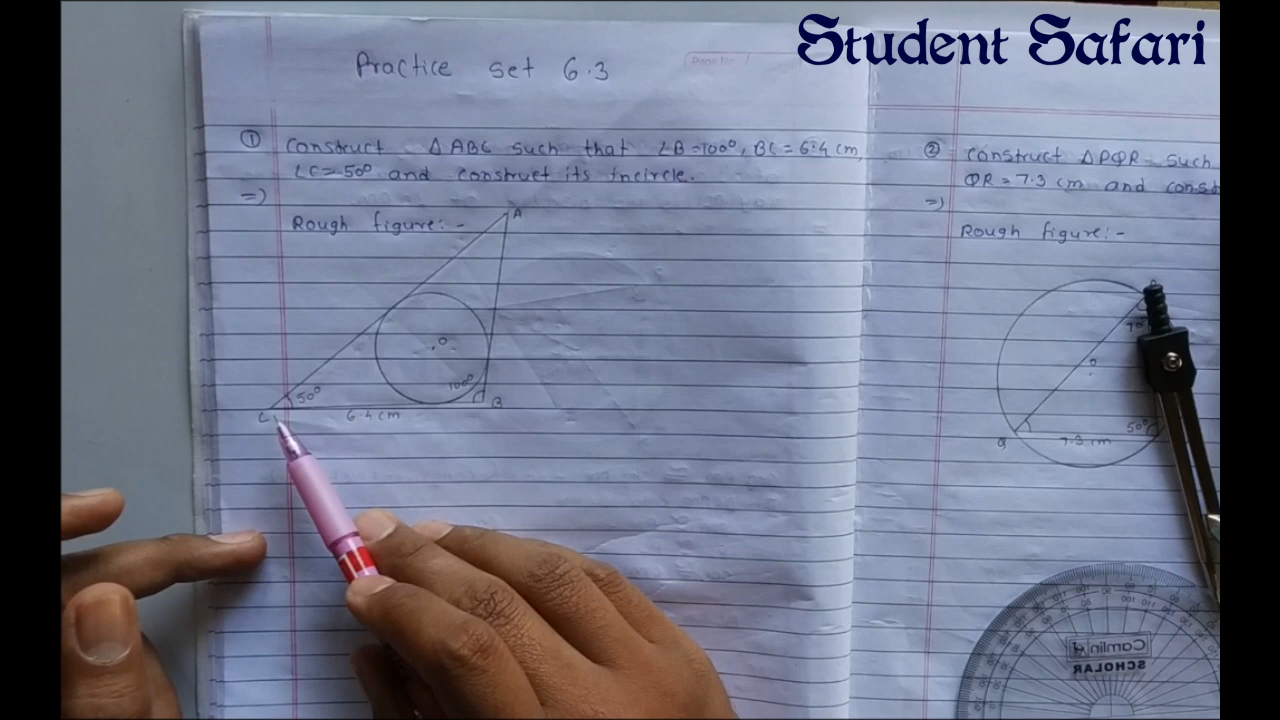 Student Safari
Practice set 6.3
① Construct △ABC such that ∠B=100°, BC = 6.4 cm,
∠C=50° and construct its incircle.
=)
Rough figure:-
A
O
100°
50°
C
B
6.4 cm
② Construct △PQR such
QR = 7.3 cm and const
=)
Rough figure:-
70°
O
50°
Q
7.3 cm
Camlin
SCHOLAR